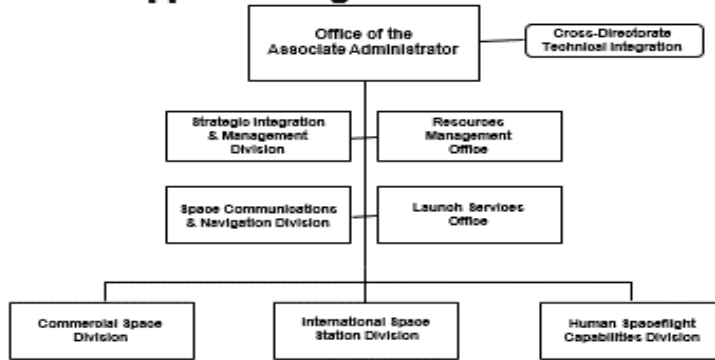 Office of the
Associate Administrator
Cross-Directorate
Technical Integration
Strategic Integration
& Management
Division
Resources
Management
Office
Space Communications
& Navigation Division
Launch Services
Office
Commercial Space
Division
International Space
Station Division
Human Spaceflight
Capabilities Division